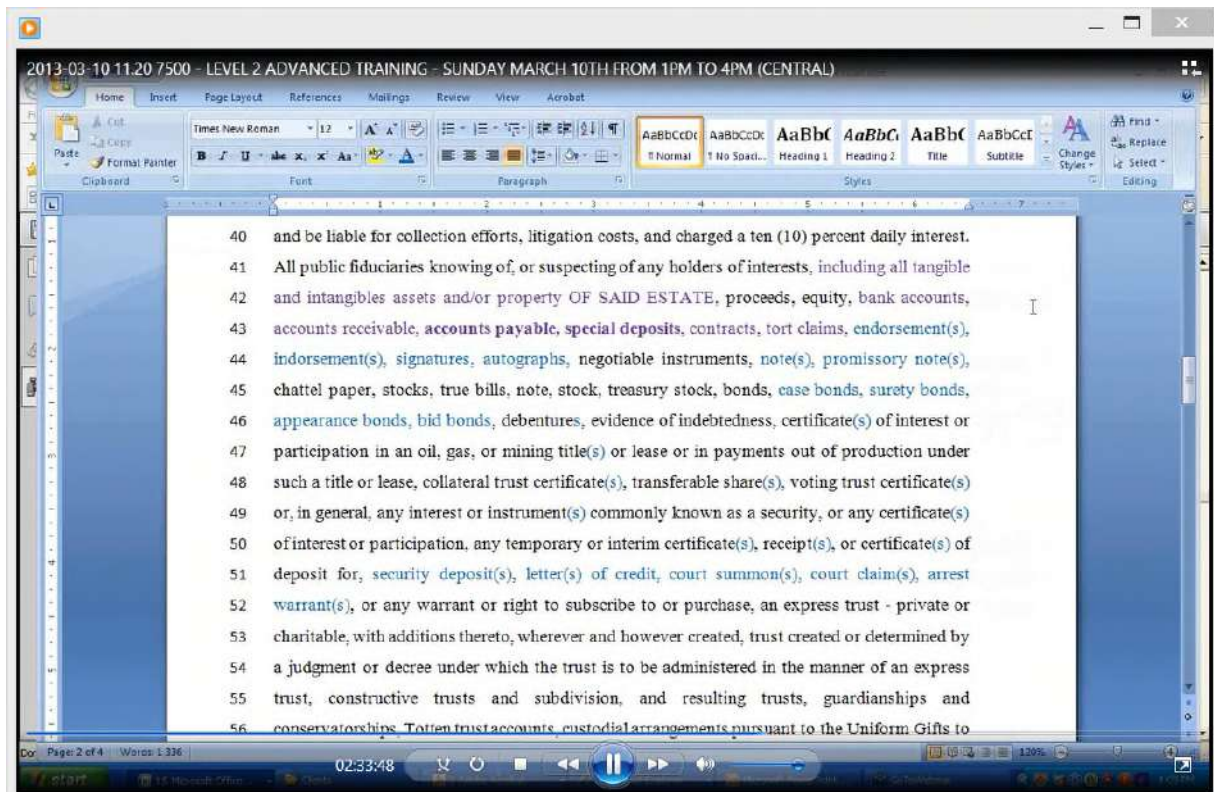 2013-03-10 11.20 7500 - LEVEL 2 ADVANCED TRAINING - SUNDAY MARCH 10TH FROM 1PM TO 4PM (CENTRAL)
Home Insert Page Layout References Mailings Review View Acrobat
Cut
Copy
Paste
Format Painter
Clipboard
Times New Roman 12
Font
Paragraph
AaBbCcDc AaBbCcDc AaBbC AaBbC AaBbC AaBbCcI
¶ Normal ¶ No Spaci... Heading 1 Heading 2 Title Subtitle
Change Styles
Styles
Find
Replace
Select
Editing
40 and be liable for collection efforts, litigation costs, and charged a ten (10) percent daily interest.
41 All public fiduciaries knowing of, or suspecting of any holders of interests, including all tangible
42 and intangibles assets and/or property OF SAID ESTATE, proceeds, equity, bank accounts,
43 accounts receivable, accounts payable, special deposits, contracts, tort claims, endorsement(s),
44 indorsement(s), signatures, autographs, negotiable instruments, note(s), promissory note(s),
45 chattel paper, stocks, true bills, note, stock, treasury stock, bonds, case bonds, surety bonds,
46 appearance bonds, bid bonds, debentures, evidence of indebtedness, certificate(s) of interest or
47 participation in an oil, gas, or mining title(s) or lease or in payments out of production under
48 such a title or lease, collateral trust certificate(s), transferable share(s), voting trust certificate(s)
49 or, in general, any interest or instrument(s) commonly known as a security, or any certificate(s)
50 of interest or participation, any temporary or interim certificate(s), receipt(s), or certificate(s) of
51 deposit for, security deposit(s), letter(s) of credit, court summon(s), court claim(s), arrest
52 warrant(s), or any warrant or right to subscribe to or purchase, an express trust - private or
53 charitable, with additions thereto, wherever and however created, trust created or determined by
54 a judgment or decree under which the trust is to be administered in the manner of an express
55 trust, constructive trusts and subdivision, and resulting trusts, guardianships and
56 conservatorships, Totten trust accounts, custodial arrangements pursuant to the Uniform Gifts to
Page: 2 of 4 Words: 1,336
120%
02:33:48
start